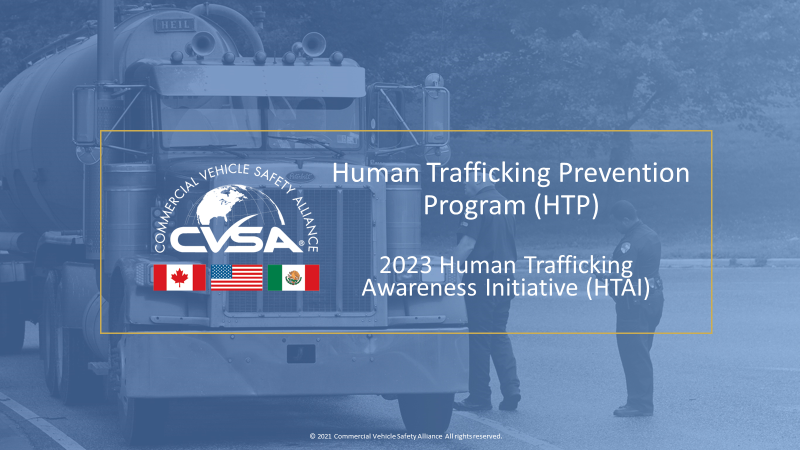 HEIL
COMMERCIAL VEHICLE SAFETY ALLIANCE
CVSA®
Human Trafficking Prevention
Program (HTP)
2023 Human Trafficking
Awareness Initiative (HTAI)
© 2021 Commercial Vehicle Safety Alliance All rights reserved.